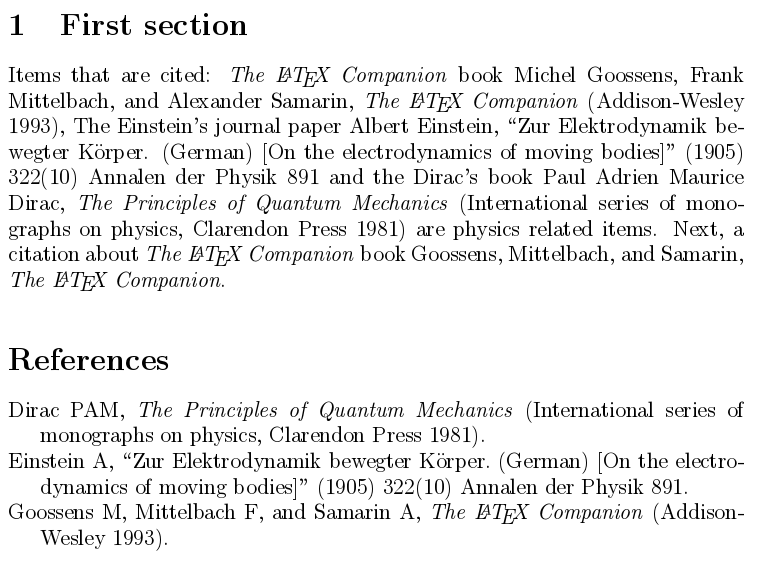 1 First section
Items that are cited: The LATEX Companion book Michel Goossens, Frank
Mittelbach, and Alexander Samarin, The LATEX Companion (Addison-Wesley
1993), The Einstein's journal paper Albert Einstein, “Zur Elektrodynamik be-
wegter Körper. (German) [On the electrodynamics of moving bodies]” (1905)
322(10) Annalen der Physik 891 and the Dirac's book Paul Adrien Maurice
Dirac, The Principles of Quantum Mechanics (International series of mono-
graphs on physics, Clarendon Press 1981) are physics related items. Next, a
citation about The LATEX Companion book Goossens, Mittelbach, and Samarin,
The LATEX Companion.
References
Dirac PAM, The Principles of Quantum Mechanics (International series of
monographs on physics, Clarendon Press 1981).
Einstein A, “Zur Elektrodynamik bewegter Körper. (German) [On the electro-
dynamics of moving bodies]” (1905) 322(10) Annalen der Physik 891.
Goossens M, Mittelbach F, and Samarin A, The LATEX Companion (Addison-
Wesley 1993).